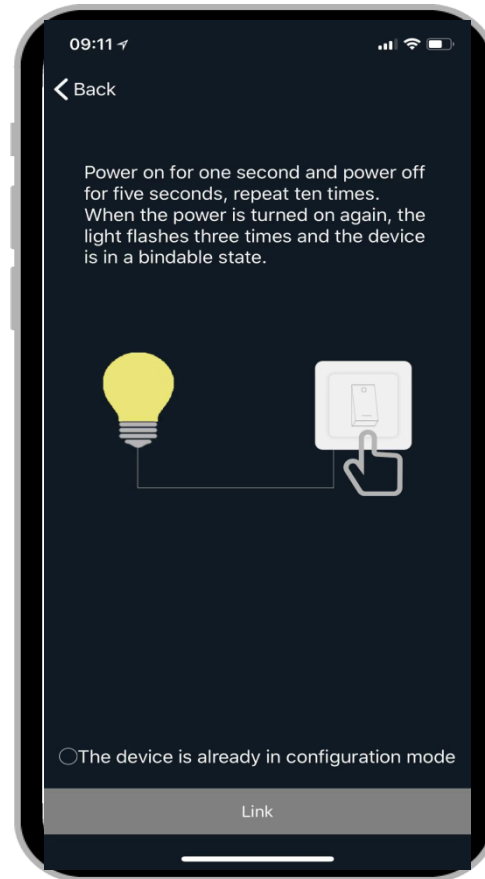 09:11
Back
Power on for one second and power off
for five seconds, repeat ten times.
When the power is turned on again, the
light flashes three times and the device
is in a bindable state.
The device is already in configuration mode
Link